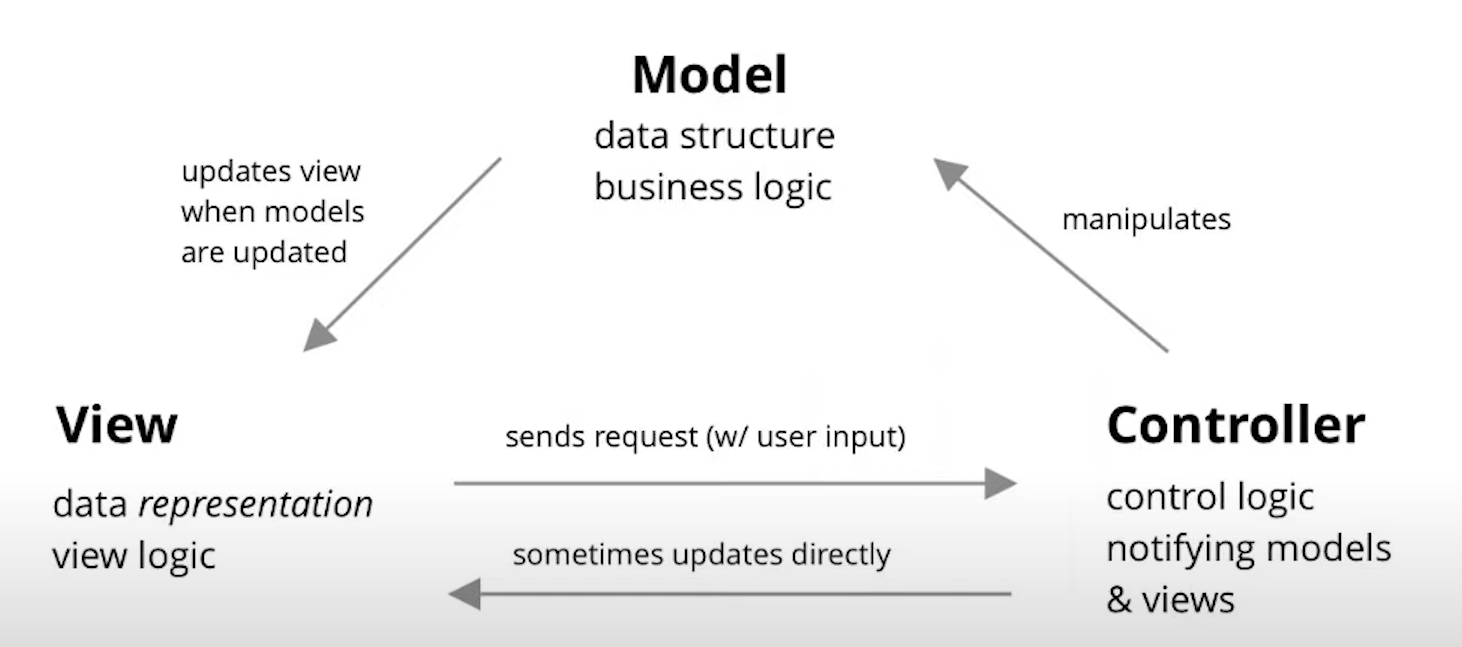 Model
data structure
business logic
updates view
when models
are updated
manipulates
View
data representation
view logic
sends request (w/ user input)
sometimes updates directly
Controller
control logic
notifying models
& views